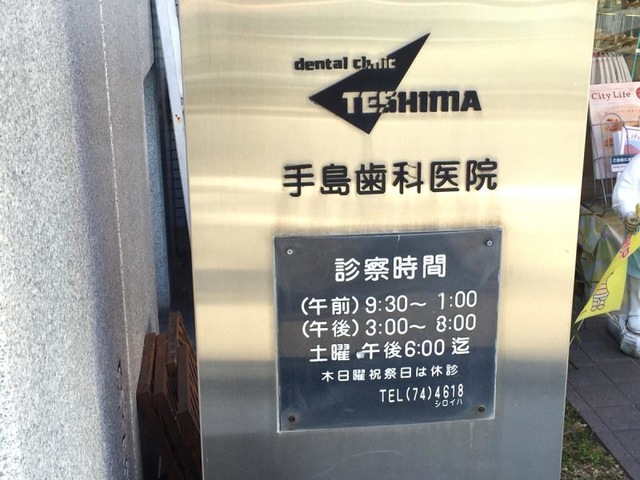 dental clinic
TESHIMA
手島歯科医院
診察時間
(午前) 9:30〜 1:00
(午後) 3:00〜 8:00
土曜 午後6:00 迄
木日曜祝祭日は休診
TEL(74)4618
シロイハ
City Life